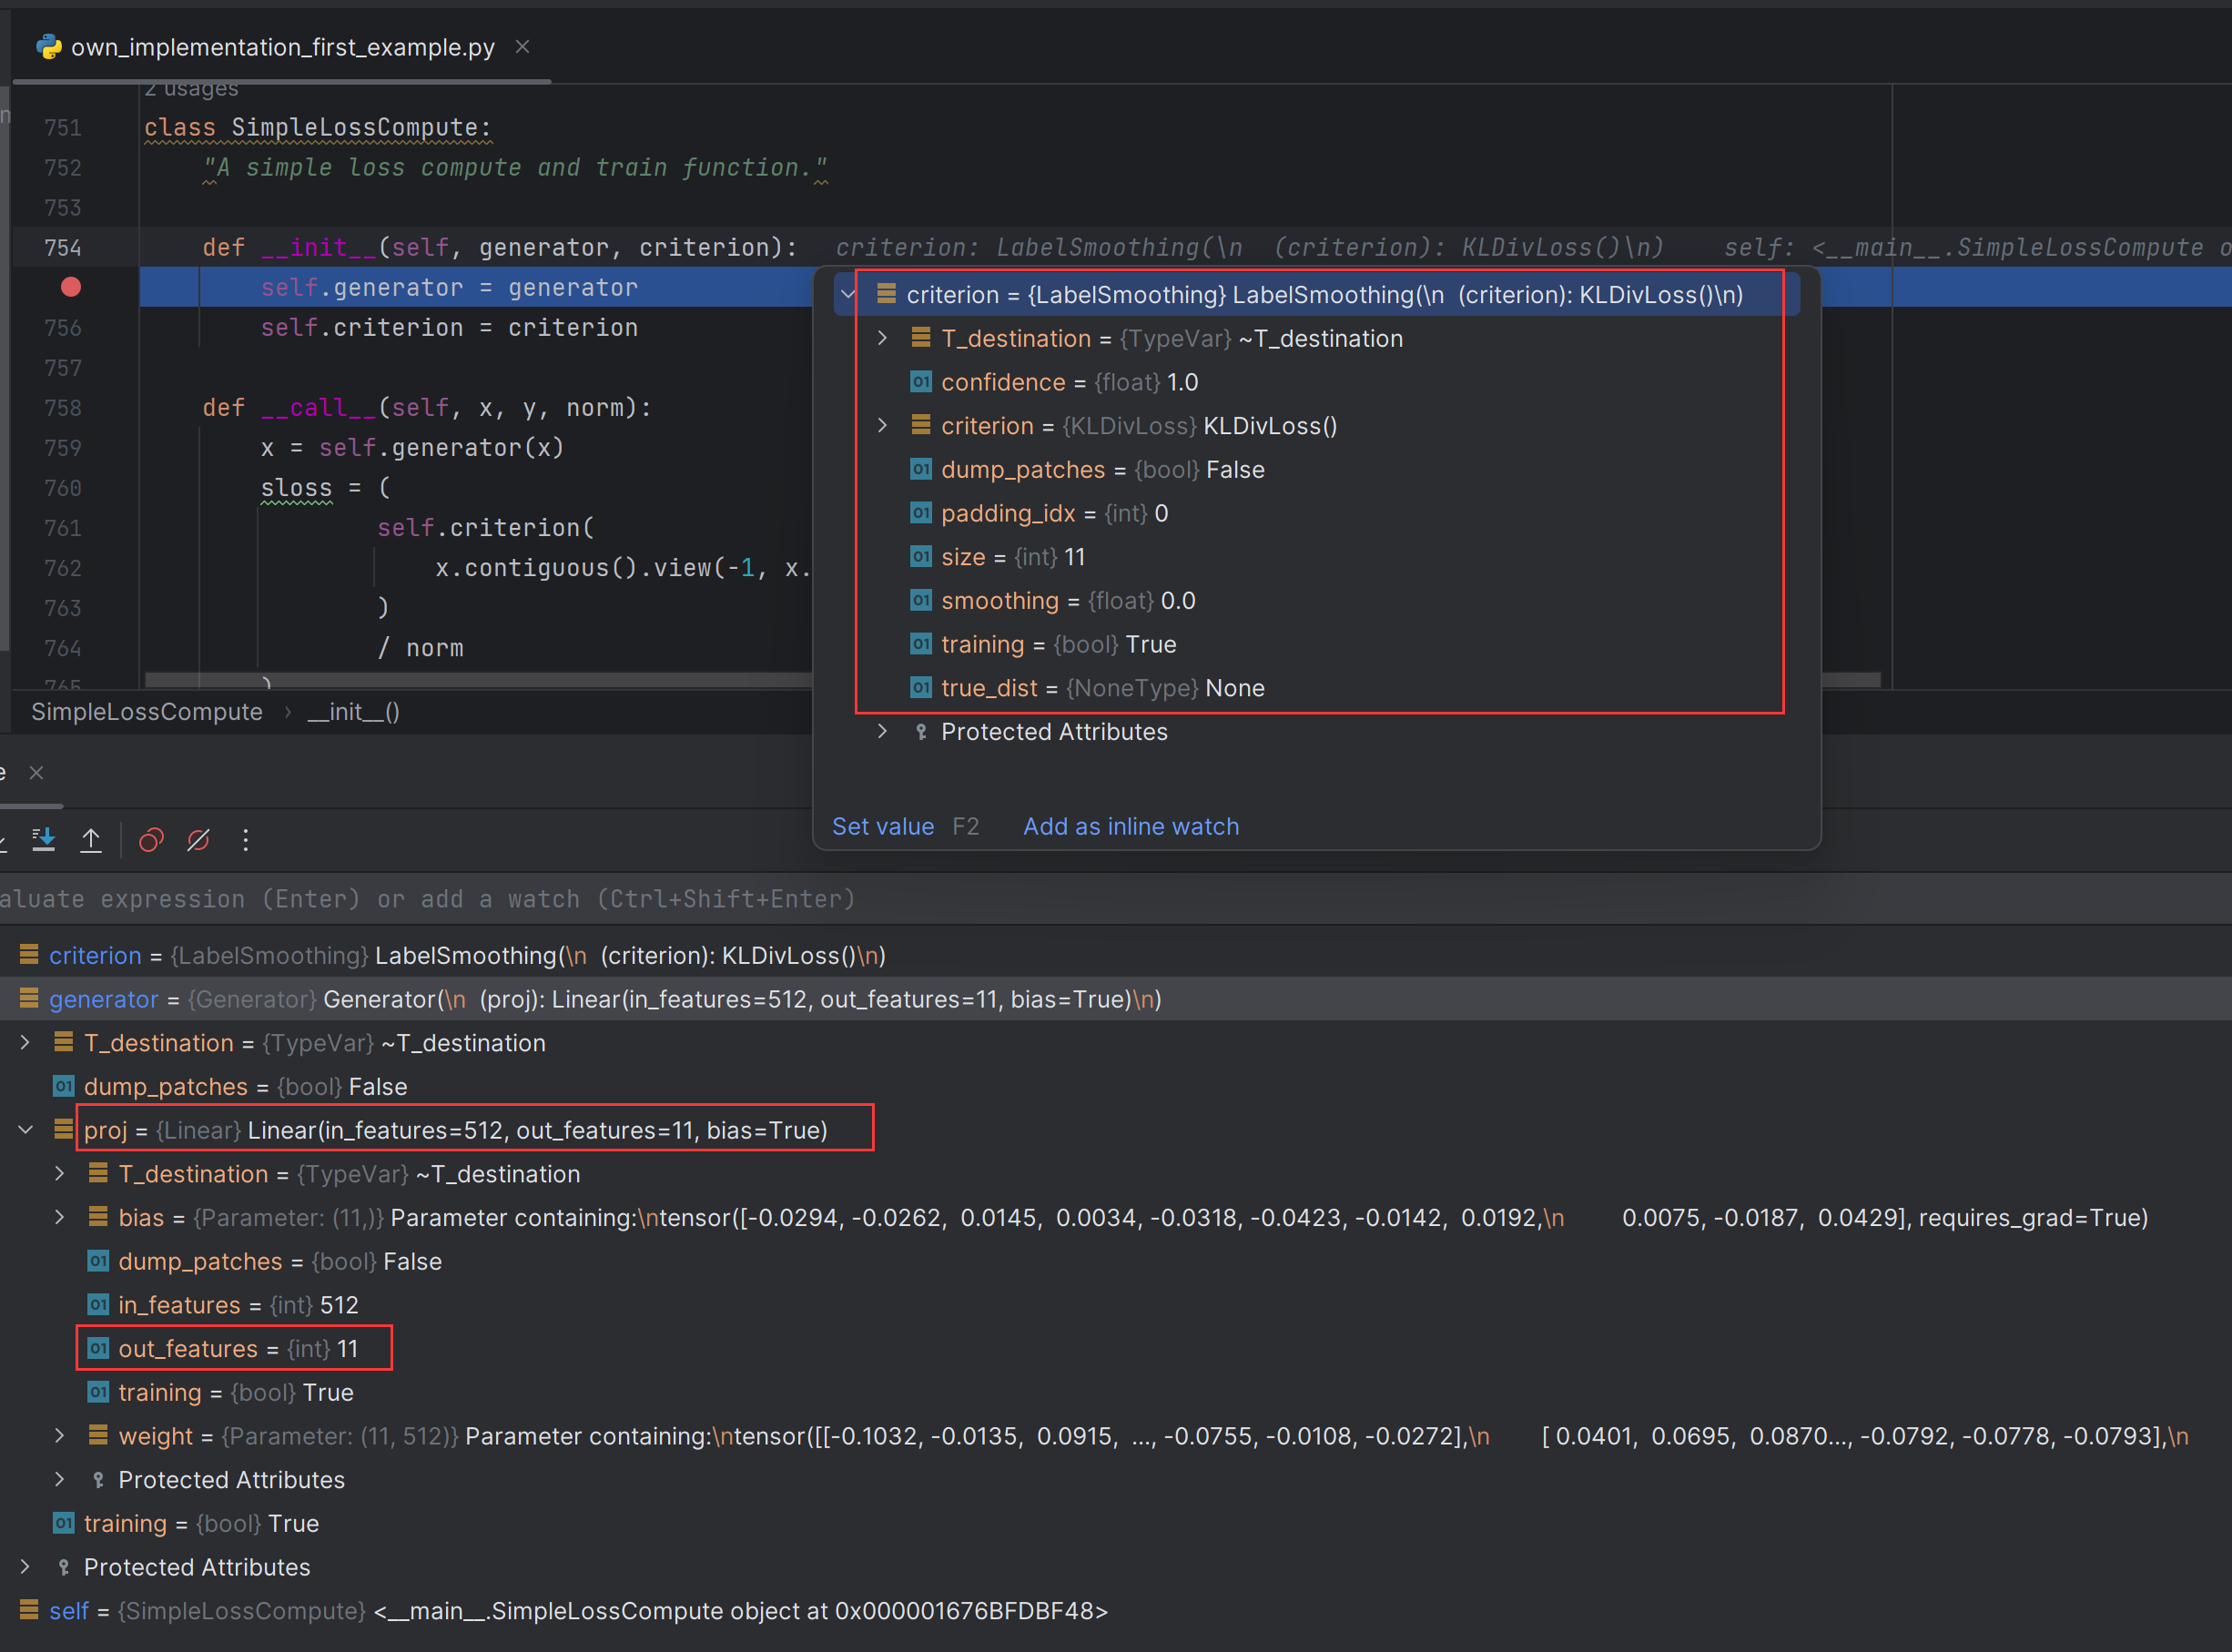 own_implementation_first_example.py
2 usages
751 class SimpleLossCompute:
752 "A simple loss compute and train function."
753
754 def __init__(self, generator, criterion): criterion: LabelSmoothing(\n (criterion): KLDivLoss()\n) self: <__main__.SimpleLossCompute o
self.generator = generator
756 self.criterion = criterion
757
758 def __call__(self, x, y, norm):
759 x = self.generator(x)
760 sloss = (
761 self.criterion(
762 x.contiguous().view(-1, x.
763 )
764 / norm
765 )
criterion = {LabelSmoothing} LabelSmoothing(\n (criterion): KLDivLoss()\n)
T_destination = {TypeVar} ~T_destination
confidence = {float} 1.0
criterion = {KLDivLoss} KLDivLoss()
dump_patches = {bool} False
padding_idx = {int} 0
size = {int} 11
smoothing = {float} 0.0
training = {bool} True
true_dist = {NoneType} None
Protected Attributes
Set value F2 Add as inline watch
SimpleLossCompute › __init__()
e
aluate expression (Enter) or add a watch (Ctrl+Shift+Enter)
criterion = {LabelSmoothing} LabelSmoothing(\n (criterion): KLDivLoss()\n)
generator = {Generator} Generator(\n (proj): Linear(in_features=512, out_features=11, bias=True)\n)
T_destination = {TypeVar} ~T_destination
dump_patches = {bool} False
proj = {Linear} Linear(in_features=512, out_features=11, bias=True)
T_destination = {TypeVar} ~T_destination
bias = {Parameter: (11,)} Parameter containing:\ntensor([-0.0294, -0.0262, 0.0145, 0.0034, -0.0318, -0.0423, -0.0142, 0.0192,\n 0.0075, -0.0187, 0.0429], requires_grad=True)
dump_patches = {bool} False
in_features = {int} 512
out_features = {int} 11
training = {bool} True
weight = {Parameter: (11, 512)} Parameter containing:\ntensor([[-0.1032, -0.0135, 0.0915, ..., -0.0755, -0.0108, -0.0272],\n [ 0.0401, 0.0695, 0.0870..., -0.0792, -0.0778, -0.0793],\n
Protected Attributes
training = {bool} True
Protected Attributes
self = {SimpleLossCompute} <__main__.SimpleLossCompute object at 0x000001676BFDBF48>